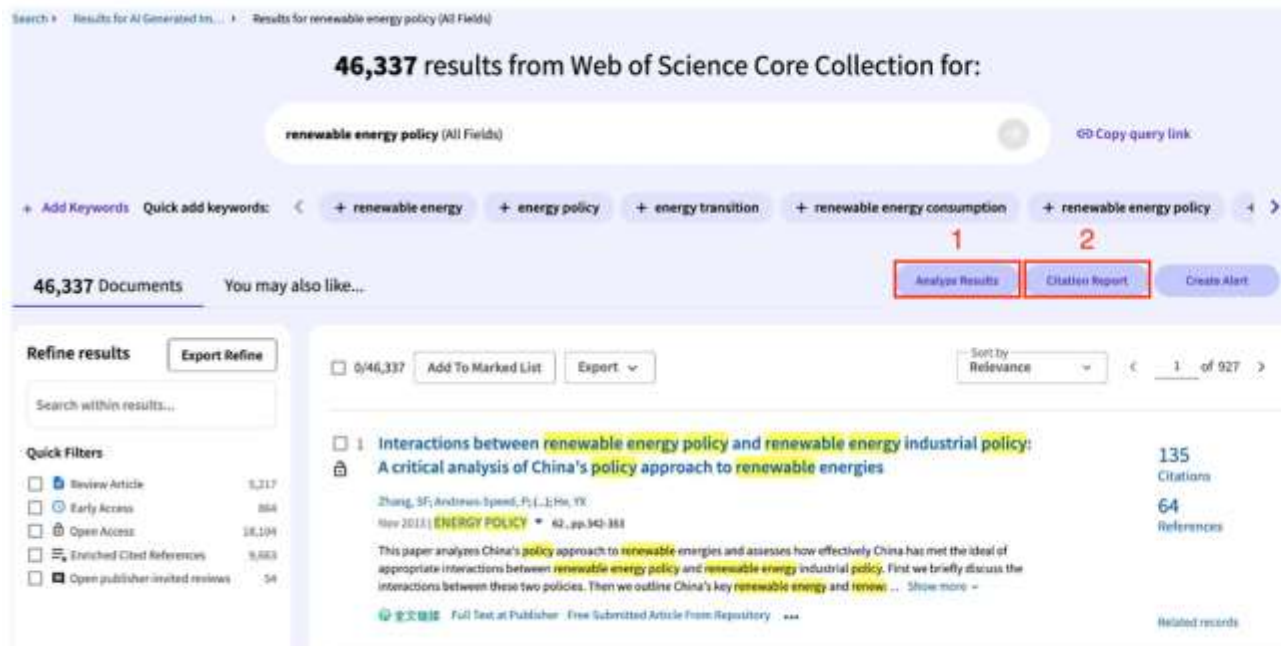 Search > Results for AI Generated Im... > Results for renewable energy policy (All Fields)
46,337 results from Web of Science Core Collection for:
renewable energy policy (All Fields)
Copy query link
+ Add Keywords Quick add keywords: < + renewable energy + energy policy + energy transition + renewable energy consumption + renewable energy policy + >
1 2
46,337 Documents You may also like...
Analyze Results Citation Report Create Alert
Refine results Export Refine
Search within results...
Quick Filters
Review Article 5,217
Early Access 864
Open Access 18,104
Enriched Cited References 9,663
Open publisher-invited reviews 54
0/46,337 Add To Marked List Export
Sort by
Relevance
< 1 of 927 >
1 Interactions between renewable energy policy and renewable energy industrial policy:
A critical analysis of China's policy approach to renewable energies
Zhang, SF; Andrews-Speed, P; (...); He, YX
Nov 2013 | ENERGY POLICY 62, pp.342-353
This paper analyzes China's policy approach to renewable energies and assesses how effectively China has met the ideal of
appropriate interactions between renewable energy policy and renewable energy industrial policy. First we briefly discuss the
interactions between these two policies. Then we outline China's key renewable energy and renew ... Show more
全文链接 Full Text at Publisher Free Submitted Article From Repository ...
135
Citations
64
References
Related records